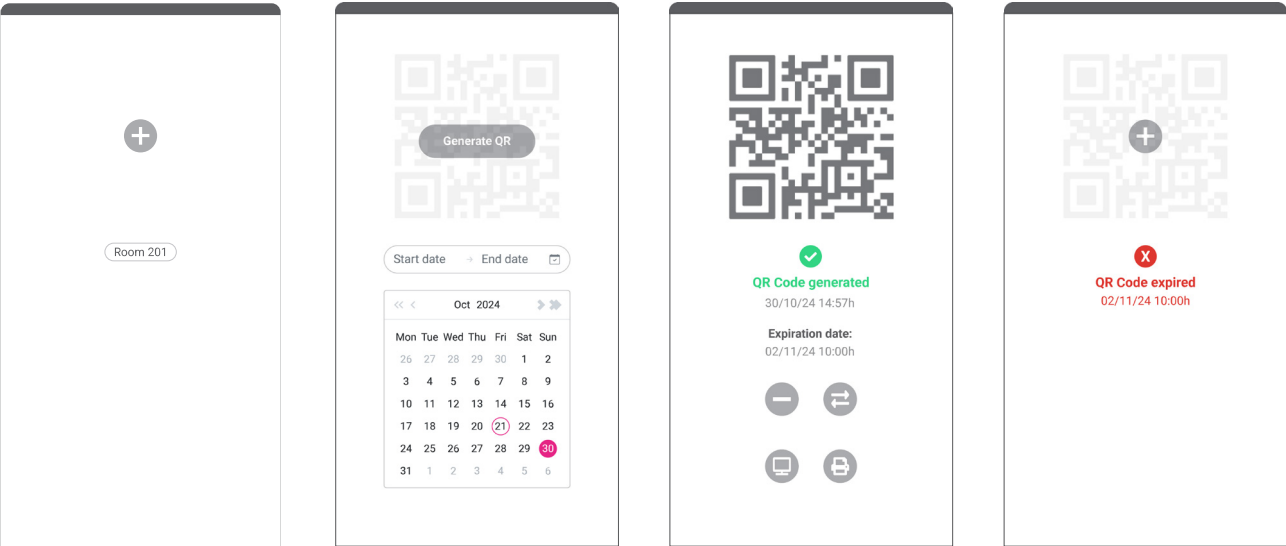 Room 201
Generate QR
Start date → End date
Oct 2024
Mon Tue Wed Thu Fri Sat Sun
26 27 28 29 30 1 2
3 4 5 6 7 8 9
10 11 12 13 14 15 16
17 18 19 20 21 22 23
24 25 26 27 28 29 30
31 1 2 3 4 5 6
QR Code generated
30/10/24 14:57h
Expiration date:
02/11/24 10:00h
X
QR Code expired
02/11/24 10:00h